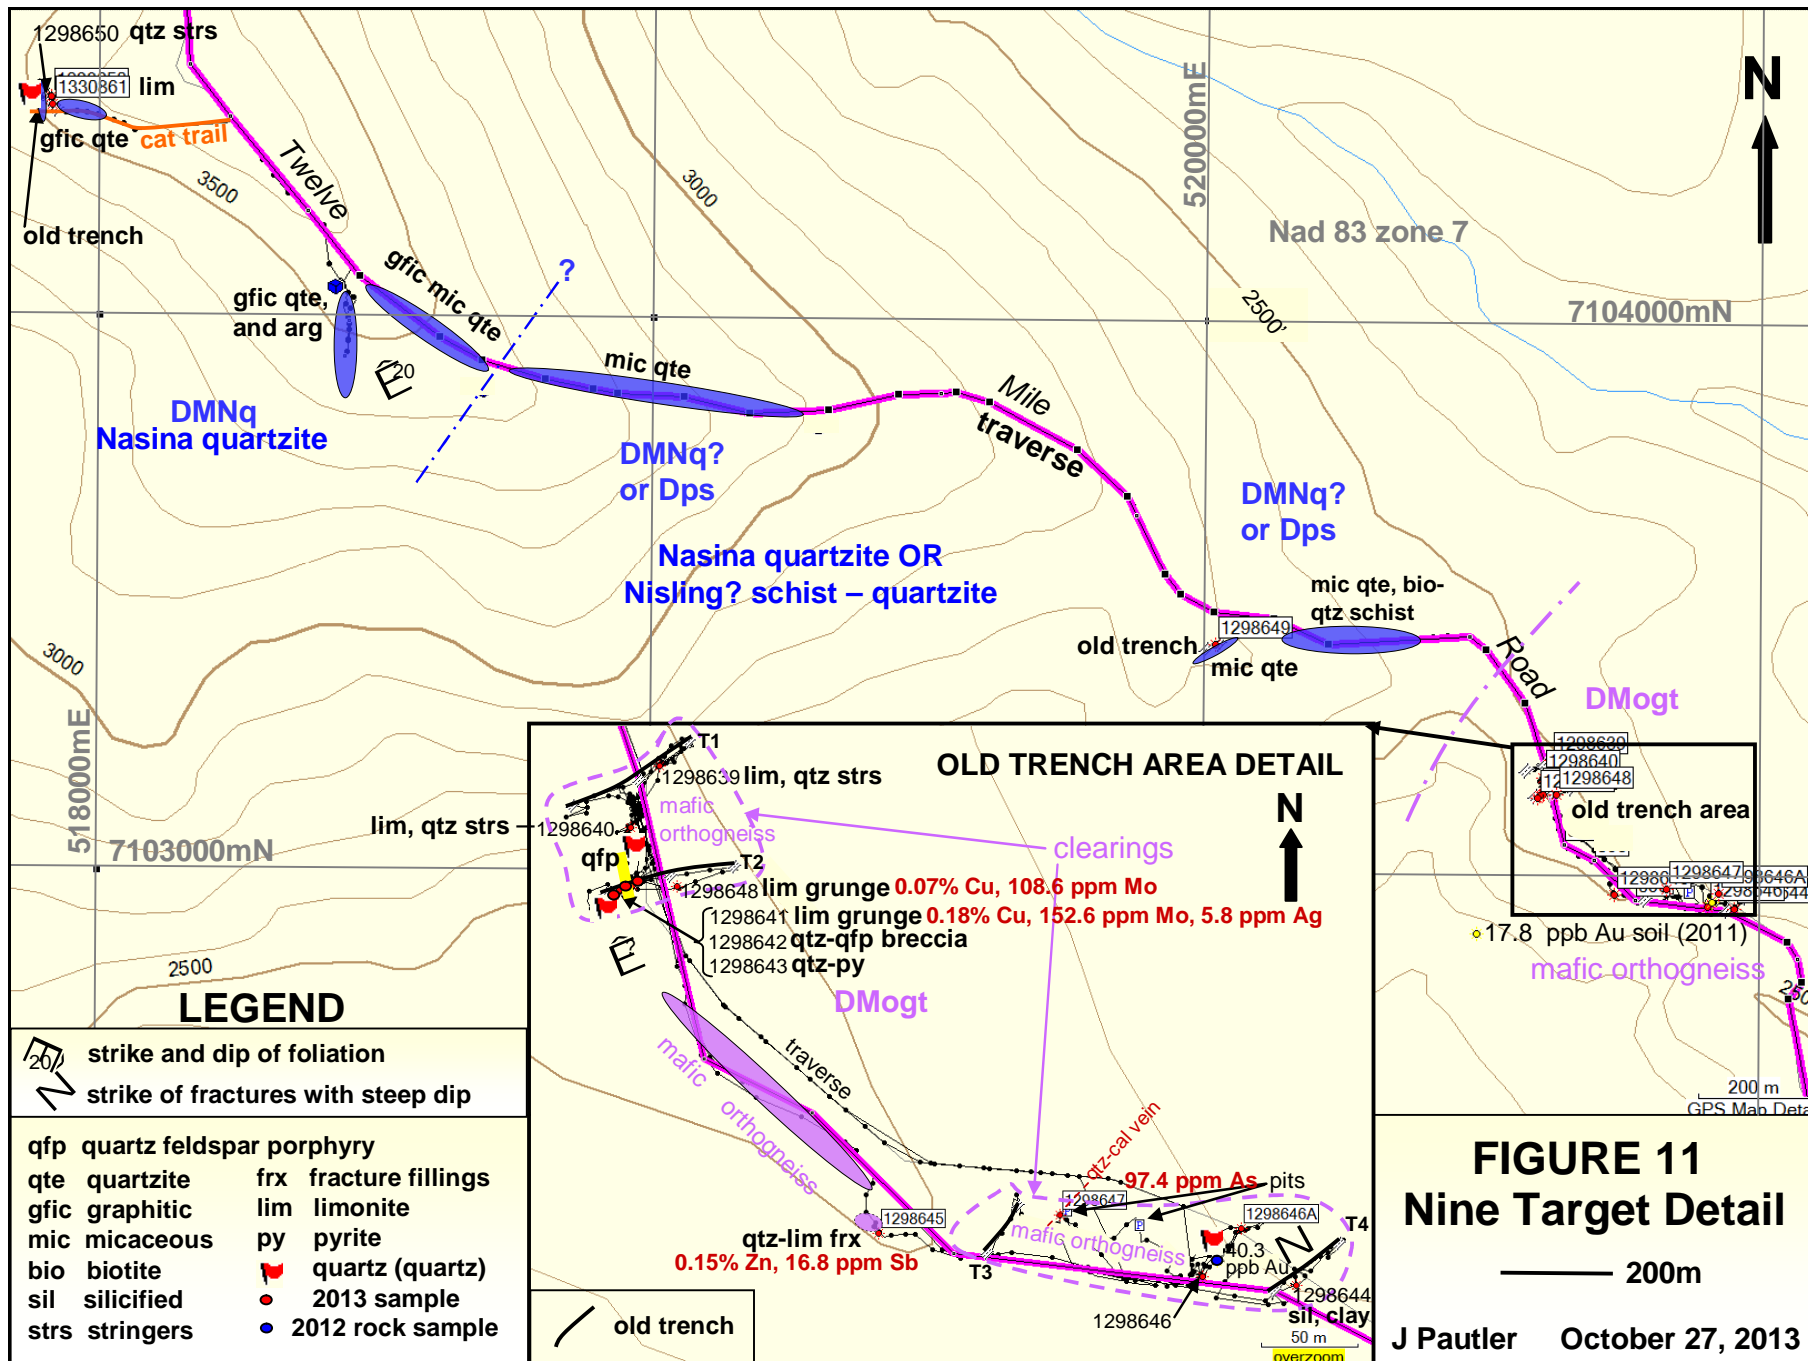 1298650 qtz strs
1330861 lim
gfic qte
cat trail
old trench
Twelve
3500
3000
520000mE
N
Nad 83 zone 7
2500'
7104000mN
gfic mic qte
?
gfic qte,
and arg
20
mic qte
DMNq
Nasina quartzite
DMNq?
or Dps
Mile
traverse
DMNq?
or Dps
Nasina quartzite OR
Nisling? schist – quartzite
mic qte, bio-
qtz schist
1298649
old trench
mic qte
Road
DMogt
3000
518000mE
7103000mN
2500
1298639
1298640
1298648
old trench area
1298647
17.8 ppb Au soil (2011)
mafic orthogneiss
200 m
OLD TRENCH AREA DETAIL
N
T1
1298639 lim, qtz strs
mafic
orthogneiss
lim, qtz strs
1298640
clearings
qfp
T2
1298648 lim grunge 0.07% Cu, 108.6 ppm Mo
1298641 lim grunge 0.18% Cu, 152.6 ppm Mo, 5.8 ppm Ag
1298642 qtz-qfp breccia
1298643 qtz-py
?
DMogt
mafic
orthogneiss
traverse
qtz-cal vein
97.4 ppm As
pits
1298647
P
1298645
1298646A
T4
qtz-lim frx
0.15% Zn, 16.8 ppm Sb
mafic orthogneiss
40.3
ppb Au
T3
1298646
1298644
sil, clay
50 m
overzoom
old trench
LEGEND
20
strike and dip of foliation
strike of fractures with steep dip
qfp quartz feldspar porphyry
qte quartzite
frx fracture fillings
gfic graphitic
lim limonite
mic micaceous
py pyrite
bio biotite
quartz (quartz)
sil silicified
2013 sample
strs stringers
2012 rock sample
FIGURE 11
Nine Target Detail
200m
J Pautler October 27, 2013